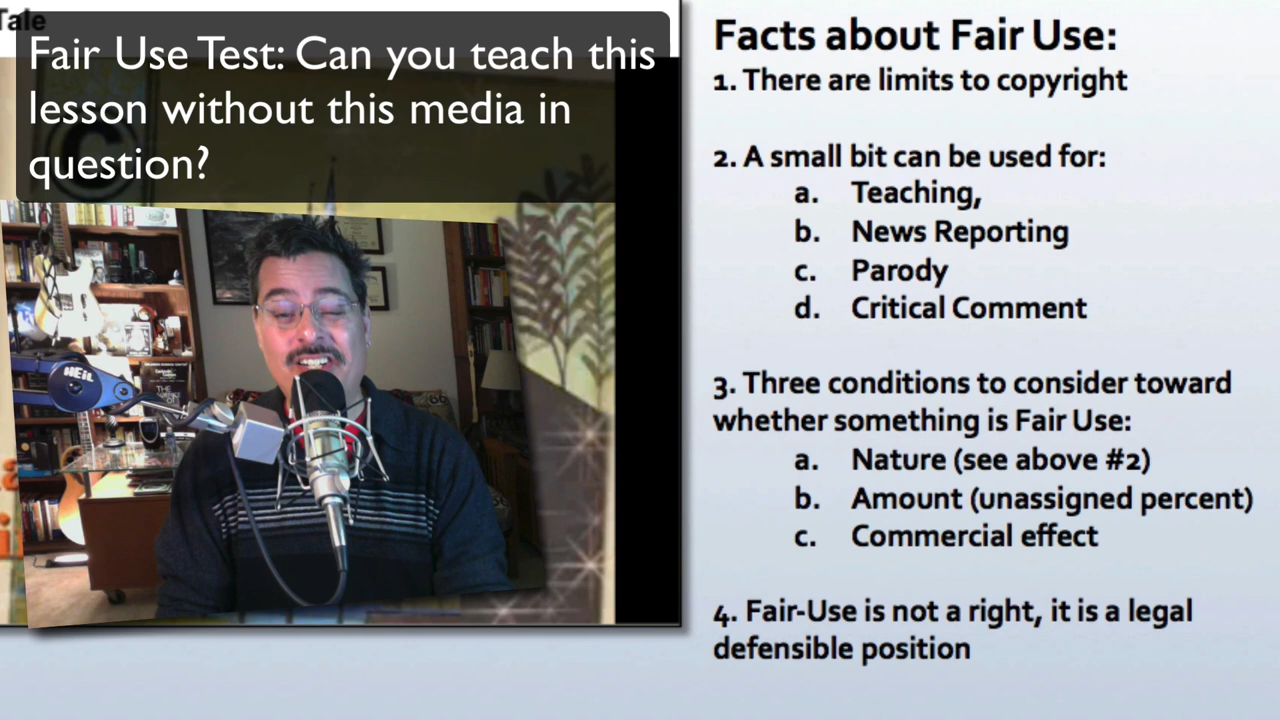 Tale
Fair Use Test: Can you teach this
lesson without this media in
question?
HEiL
Facts about Fair Use:
1. There are limits to copyright
2. A small bit can be used for:
a. Teaching,
b. News Reporting
c. Parody
d. Critical Comment
3. Three conditions to consider toward
whether something is Fair Use:
a. Nature (see above #2)
b. Amount (unassigned percent)
c. Commercial effect
4. Fair-Use is not a right, it is a legal
defensible position